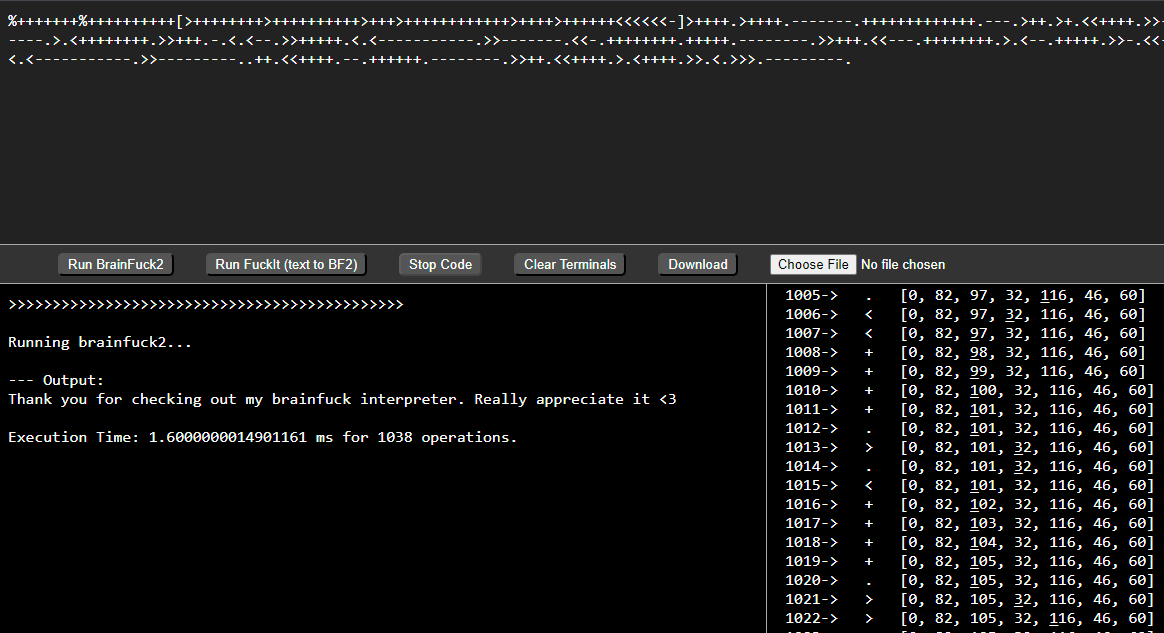 %+++++++%++++++++++[>++++++++>++++++++++>+++>++++++++++++>++++>++++++<<<<<<-]>++++.>++++.-------.+++++++++++++.---.>++.>+.<<++++.>>-
----.>.<++++++++.>>+++.-.<.<--.>>+++++.<.<-----------.>>-------.<<-.++++++++.+++++.---------.>>+++.<<---.++++++++.>.<--.+++++.>>-.<<-
<.<-----------.>>---------..++.<<++++.--.++++++.--------.>>++.<<++++.>.<++++.>>.<.>>>.---------.
Run BrainFuck2 Run FuckIt (text to BF2) Stop Code Clear Terminals Download Choose File No file chosen
>>>>>>>>>>>>>>>>>>>>>>>>>>>>>>>>>>>>>>>>>>>>>
Running brainfuck2...
--- Output:
Thank you for checking out my brainfuck interpreter. Really appreciate it <3
Execution Time: 1.6000000014901161 ms for 1038 operations.
1005-> . [0, 82, 97, 32, 116, 46, 60]
1006-> < [0, 82, 97, 32, 116, 46, 60]
1007-> < [0, 82, 97, 32, 116, 46, 60]
1008-> + [0, 82, 98, 32, 116, 46, 60]
1009-> + [0, 82, 99, 32, 116, 46, 60]
1010-> + [0, 82, 100, 32, 116, 46, 60]
1011-> + [0, 82, 101, 32, 116, 46, 60]
1012-> . [0, 82, 101, 32, 116, 46, 60]
1013-> > [0, 82, 101, 32, 116, 46, 60]
1014-> . [0, 82, 101, 32, 116, 46, 60]
1015-> < [0, 82, 101, 32, 116, 46, 60]
1016-> + [0, 82, 102, 32, 116, 46, 60]
1017-> + [0, 82, 103, 32, 116, 46, 60]
1018-> + [0, 82, 104, 32, 116, 46, 60]
1019-> + [0, 82, 105, 32, 116, 46, 60]
1020-> . [0, 82, 105, 32, 116, 46, 60]
1021-> > [0, 82, 105, 32, 116, 46, 60]
1022-> > [0, 82, 105, 32, 116, 46, 60]